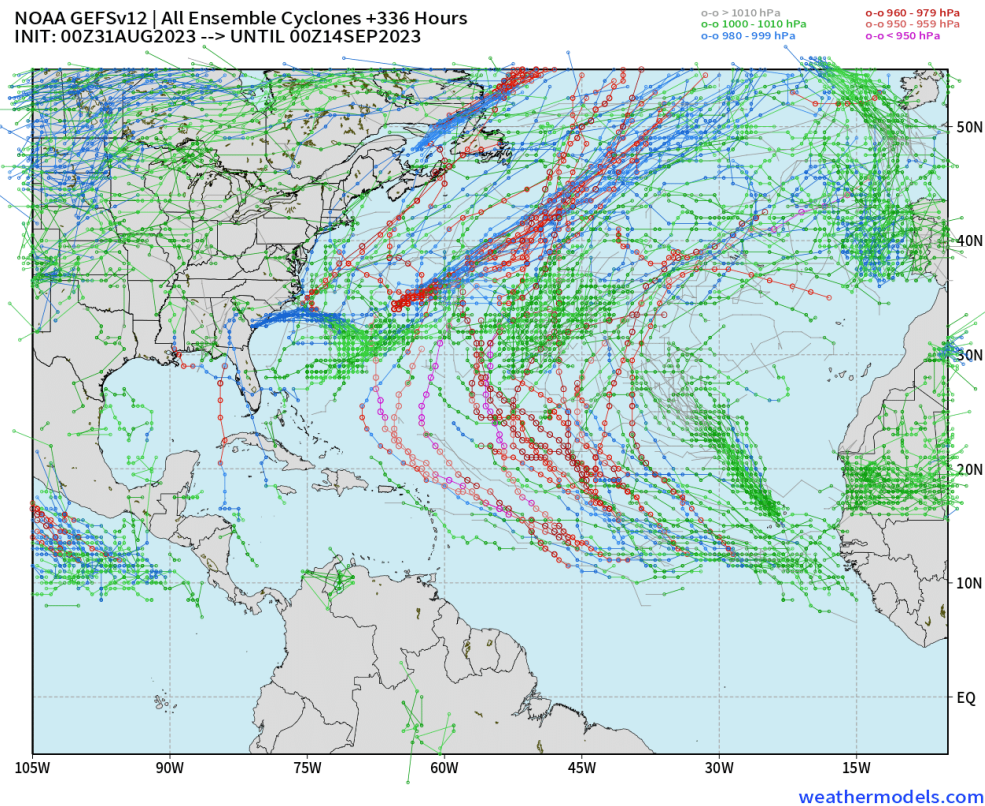 NOAA GEFSv12 | All Ensemble Cyclones +336 Hours
INIT: 00Z31AUG2023 --> UNTIL 00Z14SEP2023
o-o > 1010 hPa
o-o 1000 - 1010 hPa
o-o 980 - 999 hPa
o-o 960 - 979 hPa
o-o 950 - 959 hPa
o-o < 950 hPa
50N
40N
30N
20N
10N
EQ
105W 90W 75W 60W 45W 30W 15W
weathermodels.com